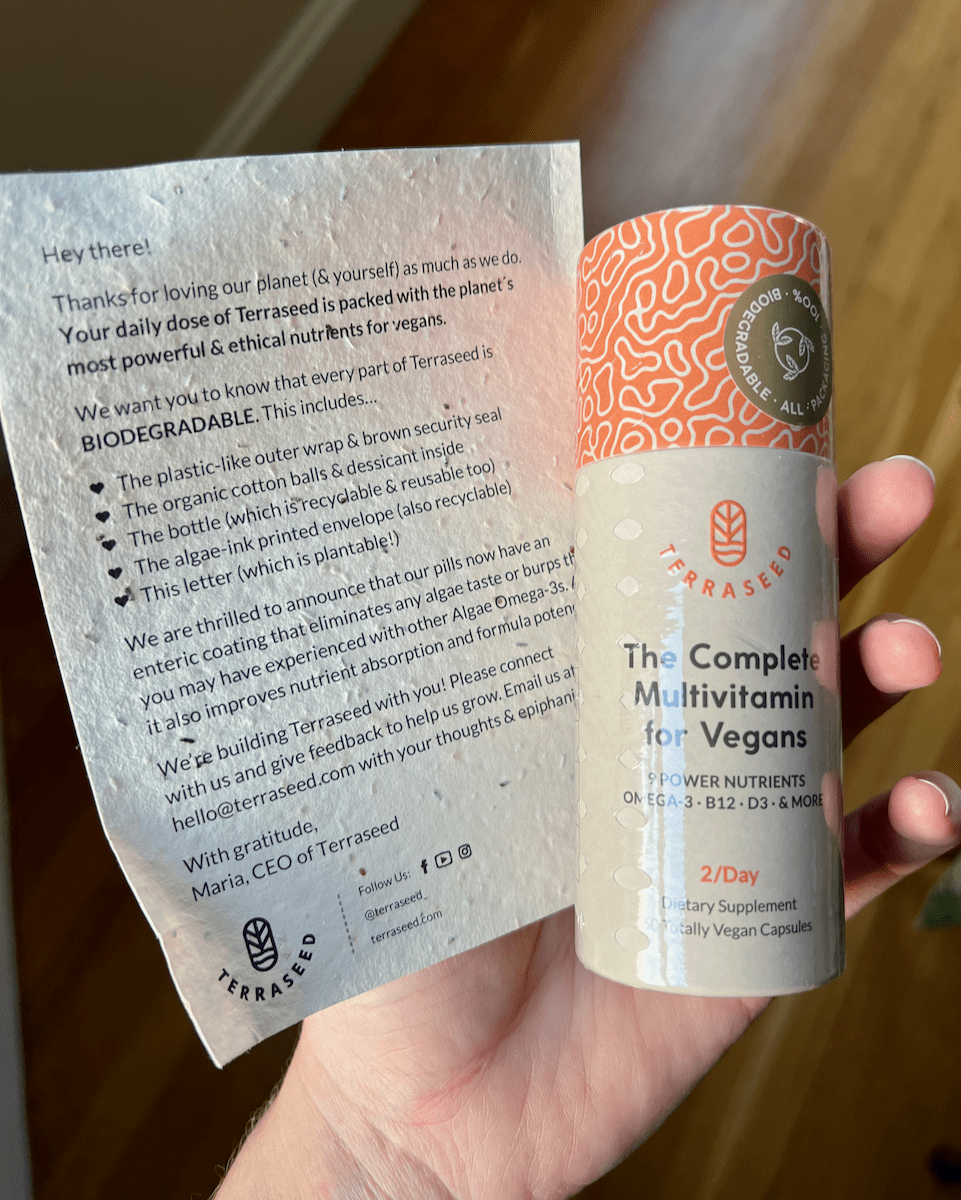 Hey there!
Thanks for loving our planet (& yourself) as much as we do.
Your daily dose of Terraseed is packed with the planet's
most powerful & ethical nutrients for vegans.
We want you to know that every part of Terraseed is
BIODEGRADABLE. This includes...
The plastic-like outer wrap & brown security seal
The organic cotton balls & dessicant inside
The bottle (which is recyclable & reusable too)
The algae-ink printed envelope (also recyclable)
This letter (which is plantable!)
We are thrilled to announce that our pills now have an
enteric coating that eliminates any algae taste or burps
you may have experienced with other Algae Omega-3s.
it also improves nutrient absorption and formula
We're building Terraseed with you! Please connect
with us and give feedback to help us grow. Email us at
hello@terraseed.com with your thoughts &
With gratitude,
Maria, CEO of Terraseed
Follow Us:
@terraseed_
terraseed.com
TERRASEED
100% BIODEGRADABLE · ALL · PACKAGING
TERRASEED
The Complete
Multivitamin
for Vegans
9 POWER NUTRIENTS
OMEGA-3 · B12 · D3 · & MORE
2/Day
Dietary Supplement
Totally Vegan Capsules